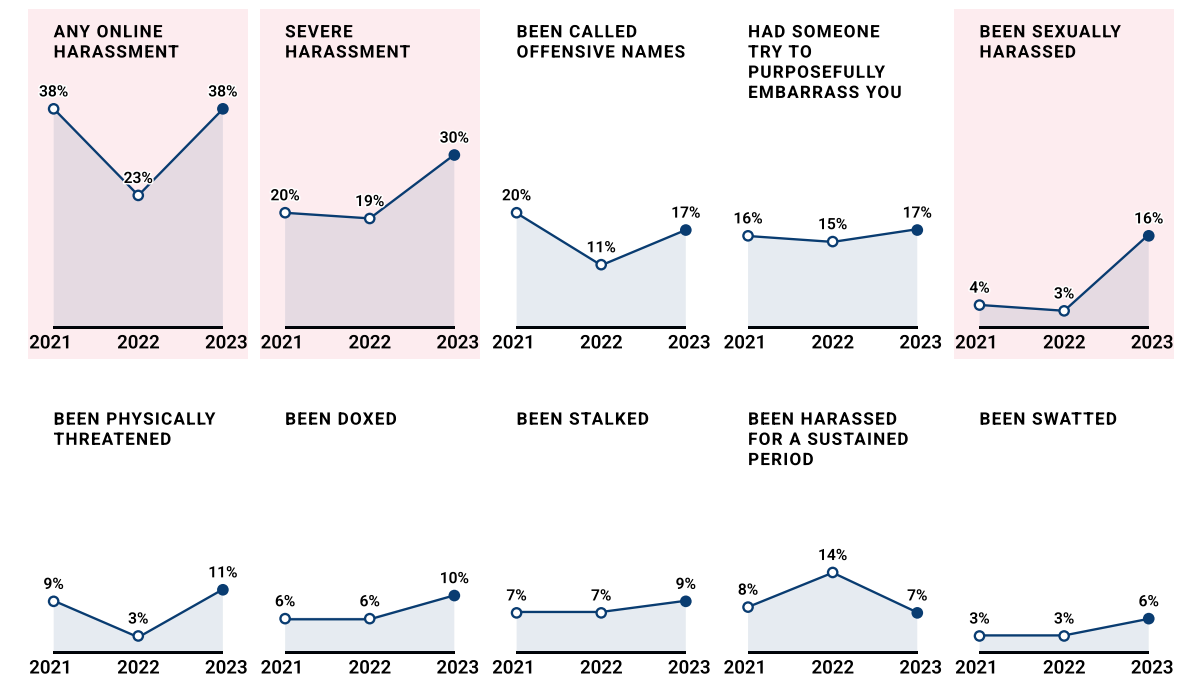 ANY ONLINE
HARASSMENT
38%
23%
38%
2021 2022 2023
SEVERE
HARASSMENT
20%
19%
30%
2021 2022 2023
BEEN CALLED
OFFENSIVE NAMES
20%
11%
17%
2021 2022 2023
HAD SOMEONE
TRY TO
PURPOSEFULLY
EMBARRASS YOU
16%
15%
17%
2021 2022 2023
BEEN SEXUALLY
HARASSED
4%
3%
16%
2021 2022 2023
BEEN PHYSICALLY
THREATENED
9%
3%
11%
2021 2022 2023
BEEN DOXED
6%
6%
10%
2021 2022 2023
BEEN STALKED
7%
7%
9%
2021 2022 2023
BEEN HARASSED
FOR A SUSTAINED
PERIOD
8%
14%
7%
2021 2022 2023
BEEN SWATTED
3%
3%
6%
2021 2022 2023